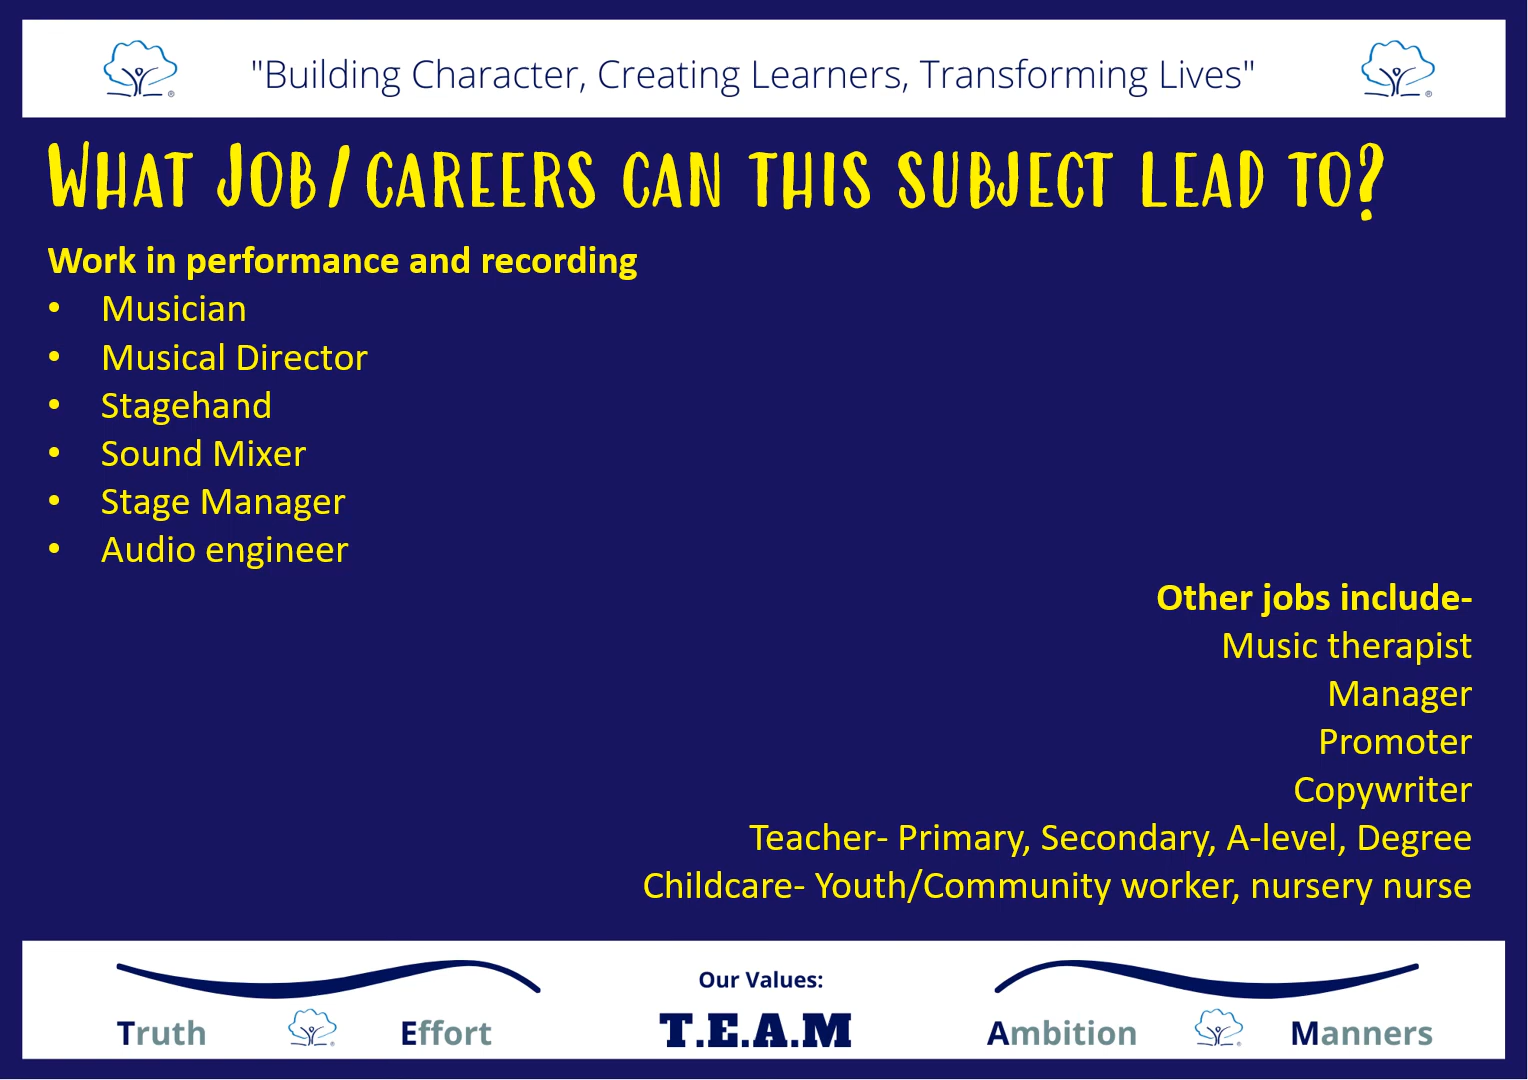 "Building Character, Creating Learners, Transforming Lives"
WHAT JOB/CAREERS CAN THIS SUBJECT LEAD TO?
Work in performance and recording
• Musician
• Musical Director
• Stagehand
• Sound Mixer
• Stage Manager
• Audio engineer
Other jobs include-
Music therapist
Manager
Promoter
Copywriter
Teacher- Primary, Secondary, A-level, Degree
Childcare- Youth/Community worker, nursery nurse
Our Values:
T.E.A.M
Truth Effort Ambition Manners